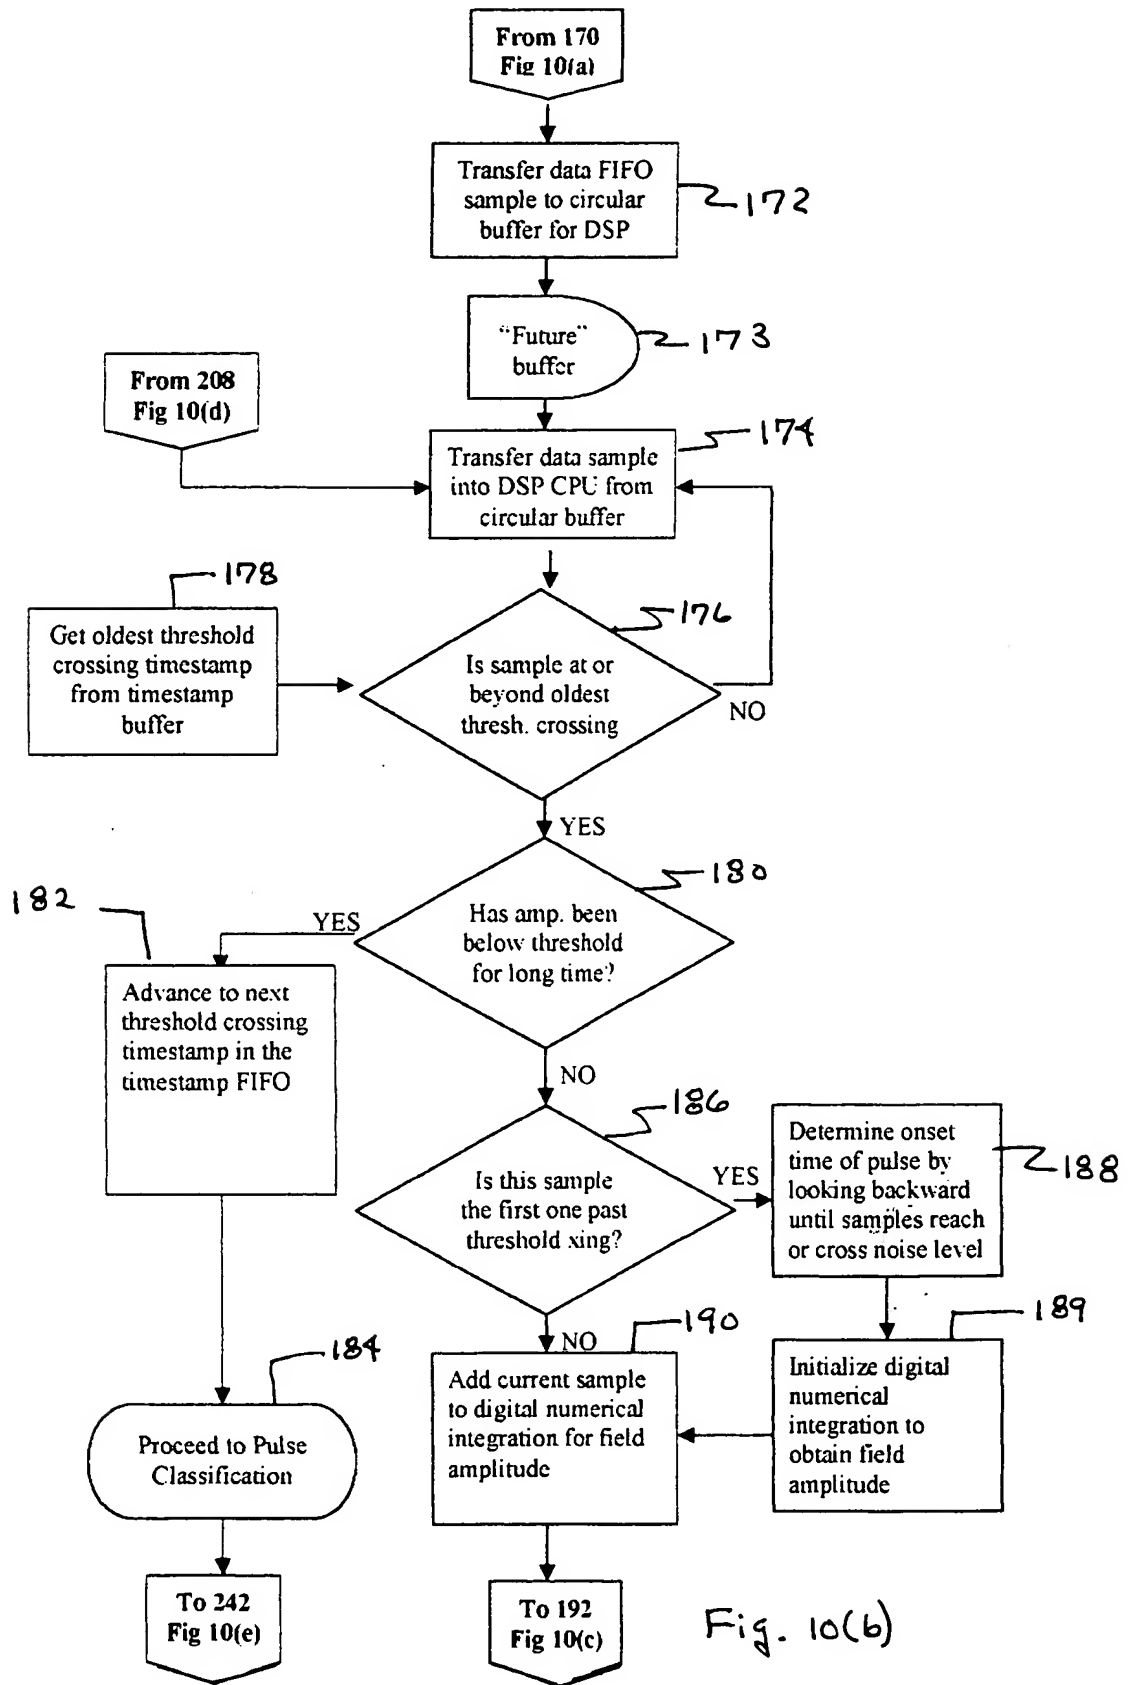 From 170
Fig 10(a)
Transfer data FIFO
sample to circular
buffer for DSP
172
"Future"
buffer
173
From 208
Fig 10(d)
Transfer data sample
into DSP CPU from
circular buffer
174
178
Get oldest threshold
crossing timestamp
from timestamp
buffer
176
Is sample at or
beyond oldest
thresh. crossing
NO
YES
180
182
YES
Has amp. been
below threshold
for long time?
Advance to next
threshold crossing
timestamp in the
timestamp FIFO
NO
186
Is this sample
the first one past
threshold xing?
YES
Determine onset
time of pulse by
looking backward
until samples reach
or cross noise level
188
NO
190
189
184
Proceed to Pulse
Classification
Add current sample
to digital numerical
integration for field
amplitude
Initialize digital
numerical
integration to
obtain field
amplitude
To 242
Fig 10(e)
To 192
Fig 10(c)
Fig. 10(b)